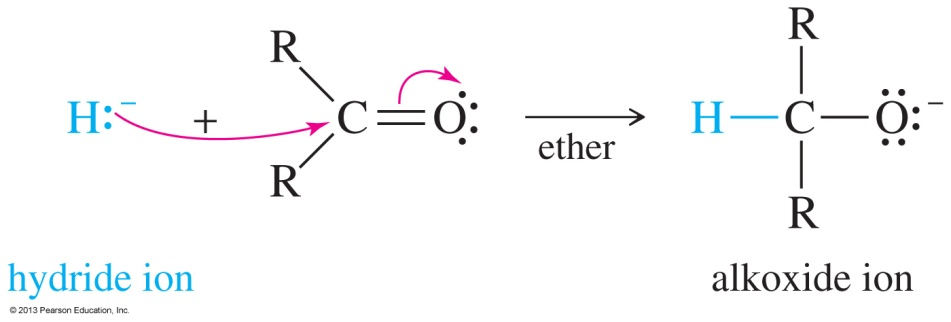 R R
H:⁻ + C=O: ether H—C—O:⁻
R R
hydride ion alkoxide ion
© 2013 Pearson Education, Inc.